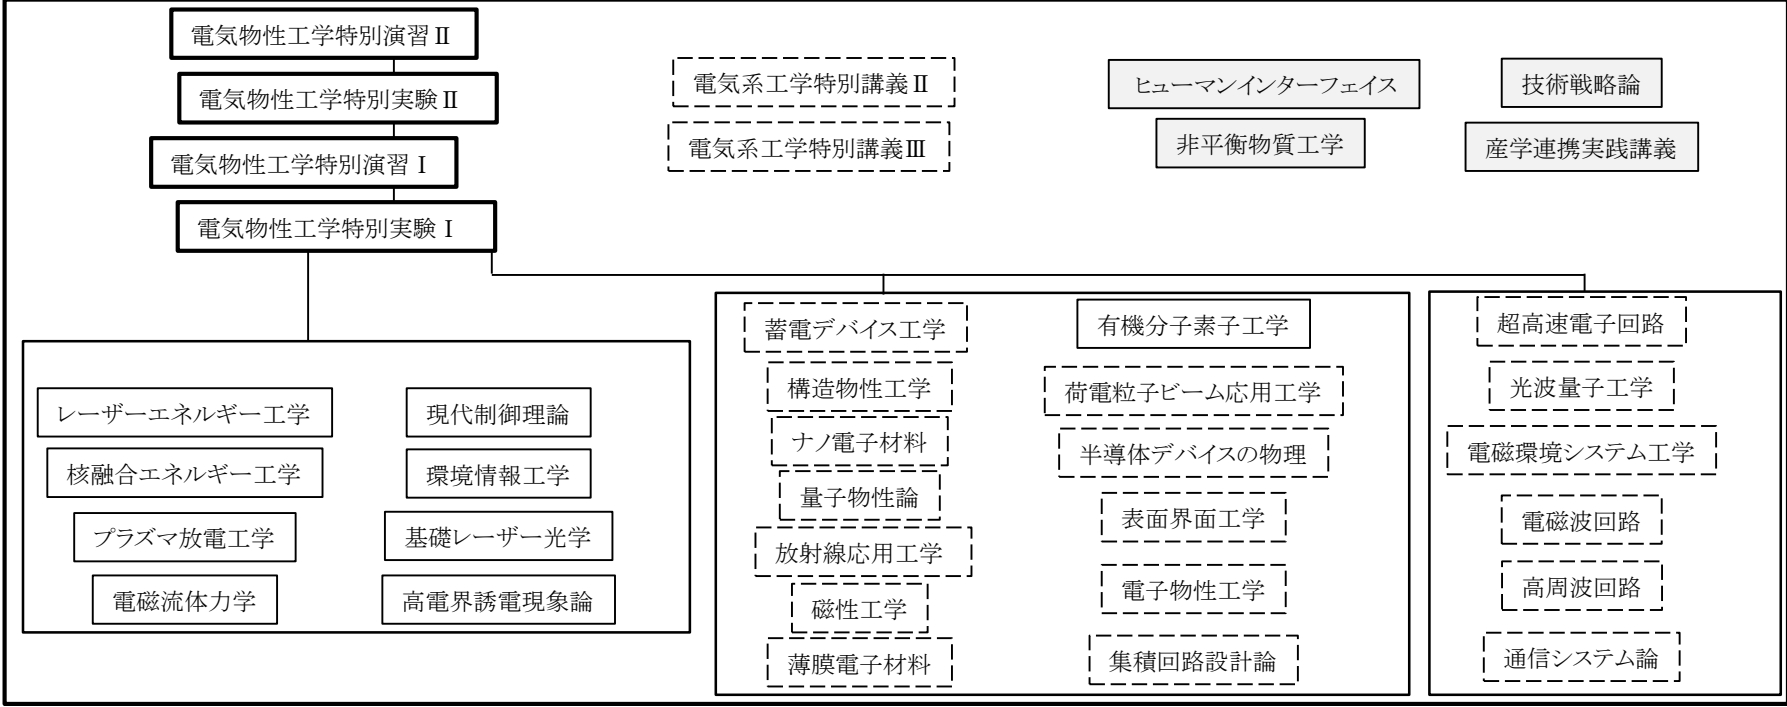 電気物性工学特別演習Ⅱ
電気物性工学特別実験Ⅱ
電気物性工学特別演習Ⅰ
電気物性工学特別実験Ⅰ
電気系工学特別講義Ⅱ
電気系工学特別講義Ⅲ
ヒューマンインターフェイス
非平衡物質工学
技術戦略論
産学連携実践講義
レーザーエネルギー工学
核融合エネルギー工学
プラズマ放電工学
電磁流体力学
現代制御理論
環境情報工学
基礎レーザー光学
高電界誘電現象論
蓄電デバイス工学
構造物性工学
ナノ電子材料
量子物性論
放射線応用工学
磁性工学
薄膜電子材料
有機分子素子工学
荷電粒子ビーム応用工学
半導体デバイスの物理
表面界面工学
電子物性工学
集積回路設計論
超高速電子回路
光波量子工学
電磁環境システム工学
電磁波回路
高周波回路
通信システム論